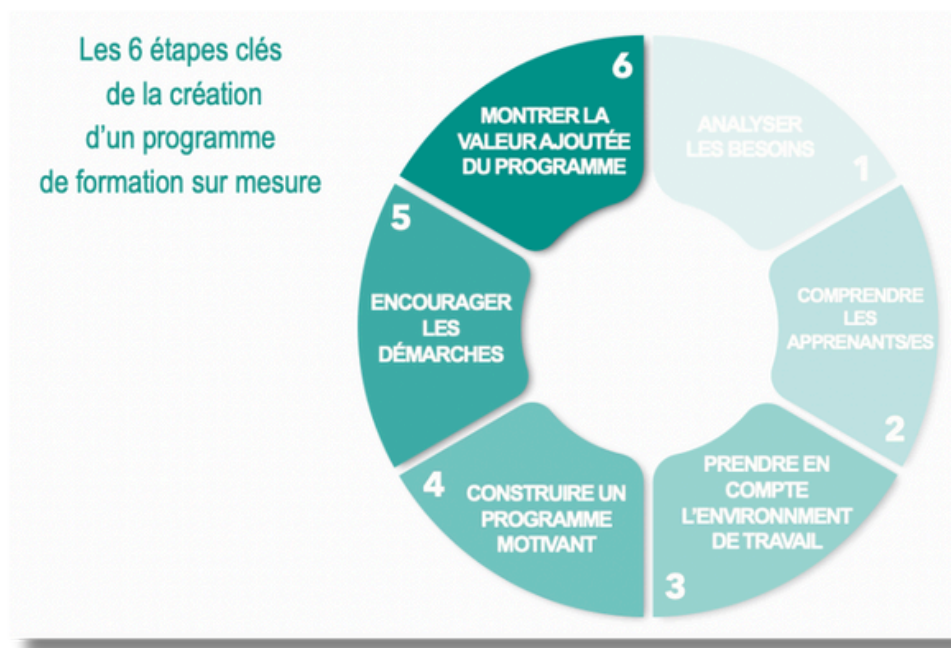 Les 6 étapes clés
de la création
d'un programme
de formation sur mesure
1
ANALYSER
LES BESOINS
COMPRENDRE
LES
APPRENANTS/ES
2
PRENDRE EN
COMPTE
L'ENVIRONNMENT
DE TRAVAIL
3
4
CONSTRUIRE UN
PROGRAMME
MOTIVANT
5
ENCOURAGER
LES
DÉMARCHES
6
MONTRER LA
VALEUR AJOUTÉE
DU PROGRAMME